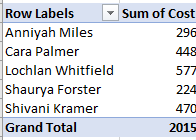 Row Labels Sum of Cost
Anniyah Miles 296
Cara Palmer 448
Lochlan Whitfield 577
Shaurya Forster 224
Shivani Kramer 470
Grand Total 2015